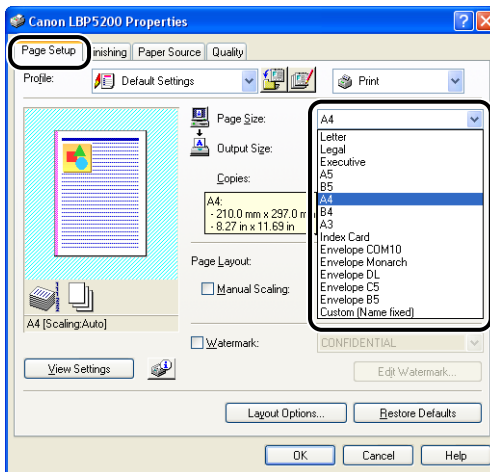 Canon LBP5200 Properties
Page Setup Finishing Paper Source Quality
Profile: Default Settings Print
Page Size: A4
Output Size:
Copies:
Letter
Legal
Executive
A5
B5
A4
B4
A3
Index Card
Envelope COM10
Envelope Monarch
Envelope DL
Envelope C5
Envelope B5
Custom (Name fixed)
A4:
- 210.0 mm x 297.0 m
- 8.27 in x 11.69 in
Page Layout:
Manual Scaling:
A4 [Scaling:Auto]
Watermark: CONFIDENTIAL
View Settings
Edit Watermark...
Layout Options... Restore Defaults
OK Cancel Help